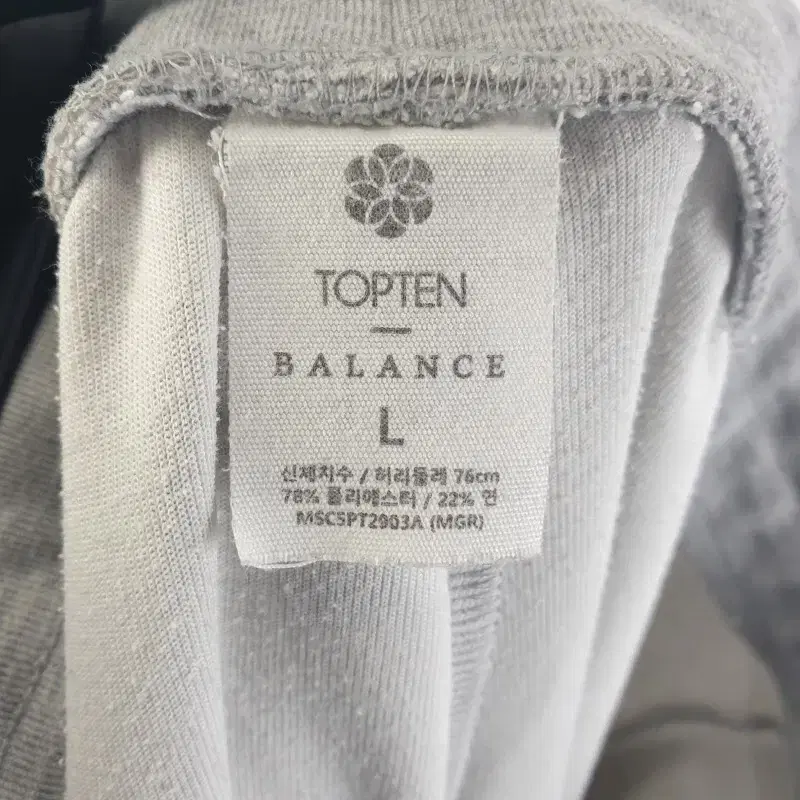 TOPTEN
BALANCE
L
신체치수 / 허리둘레 76cm
78% 폴리에스터 / 22% 면
MSC5PT2903A (MGR)